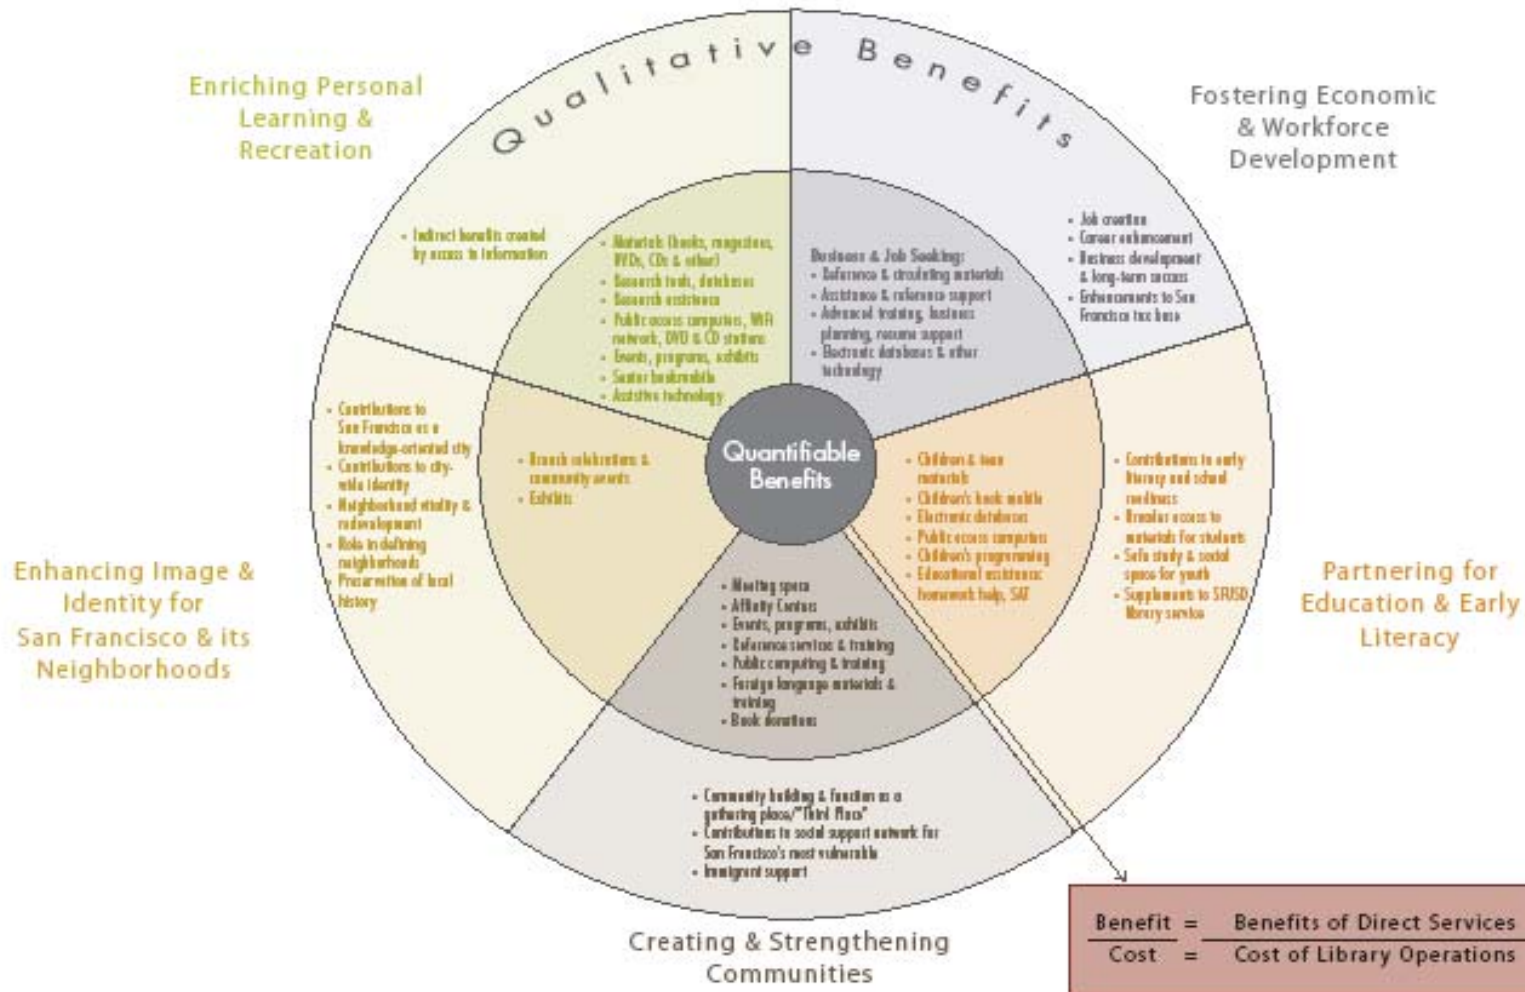 Qualitative Benefits
Enriching Personal
Learning &
Recreation
Fostering Economic
& Workforce
Development
• Indirect benefits created
by access to information
• Materials (books, magazines,
DVDs, CDs & other)
• Research tools, databases
• Research assistance
• Public access computers, WiFi
network, DVD & CD stations
• Events, programs, exhibits
• Senior bookmobile
• Assistive technology
Business & Job Seeking:
• Reference & circulating materials
• Assistance & reference support
• Advanced training, business
planning, resume support
• Electronic databases & other
technology
• Job creation
• Career enhancement
• Business development
& long-term success
• Enhancements to San
Francisco tax base
• Contributions to
San Francisco as a
knowledge-oriented city
• Contributions to city-
wide identity
• Neighborhood vitality &
redevelopment
• Role in defining
neighborhoods
• Preservation of local
history
• Branch celebrations &
community events
• Exhibits
Quantifiable
Benefits
• Children & teen
materials
• Children's book mobile
• Electronic databases
• Public access computers
• Children's programming
• Educational assistance:
homework help, SAT
• Contributions to early
literacy and school
readiness
• Broader access to
materials for students
• Safe study & social
space for youth
• Supplements to SFUSD
library service
Enhancing Image &
Identity for
San Francisco & its
Neighborhoods
Partnering for
Education & Early
Literacy
• Meeting space
• Affinity Centers
• Events, programs, exhibits
• Reference services & training
• Public computing & training
• Foreign language materials &
training
• Book donations
• Community building & function as a
gathering place/"Third Place"
• Contributions to social support network for
San Francisco's most vulnerable
• Immigrant support
Creating & Strengthening
Communities
Benefit = Benefits of Direct Services
Cost = Cost of Library Operations